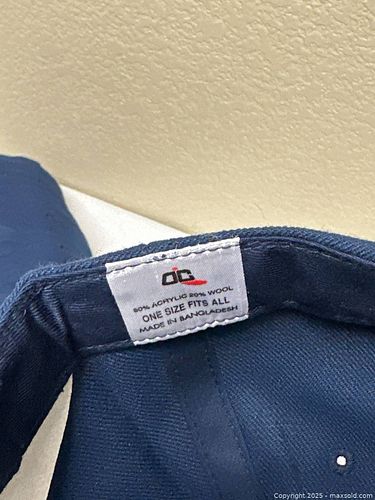 OC
80% ACRYLIC 20% WOOL
ONE SIZE FITS ALL
MADE IN BANGLADESH
Copyright © 2025 - maxsold.com